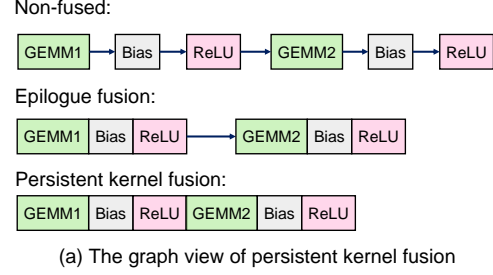 Non-fused:
GEMM1 Bias ReLU GEMM2 Bias ReLU
Epilogue fusion:
GEMM1 Bias ReLU GEMM2 Bias ReLU
Persistent kernel fusion:
GEMM1 Bias ReLU GEMM2 Bias ReLU
(a) The graph view of persistent kernel fusion